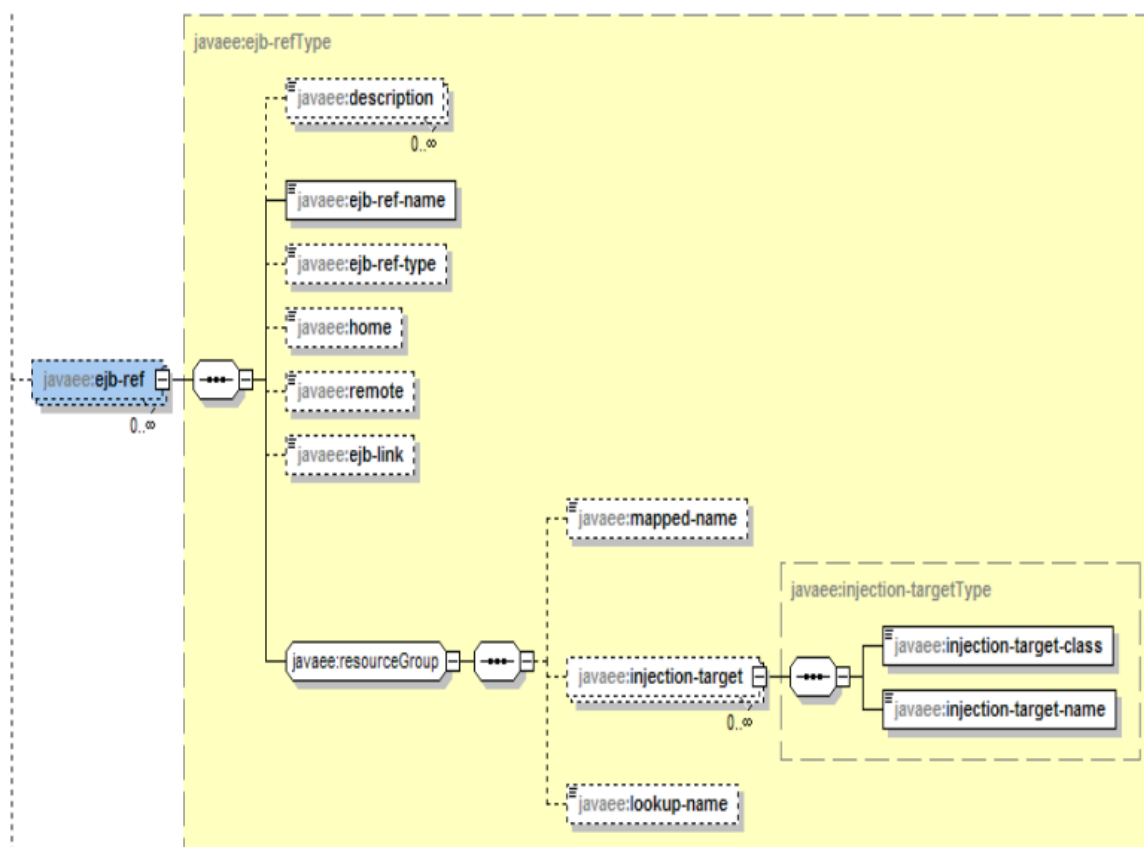 javaee:ejb-refType
javaee:description
0..∞
javaee:ejb-ref-name
javaee:ejb-ref-type
javaee:home
javaee:remote
javaee:ejb-ref
0..∞
javaee:ejb-link
javaee:mapped-name
javaee:injection-targetType
javaee:injection-target-class
javaee:resourceGroup
javaee:injection-target
0..∞
javaee:injection-target-name
javaee:lookup-name